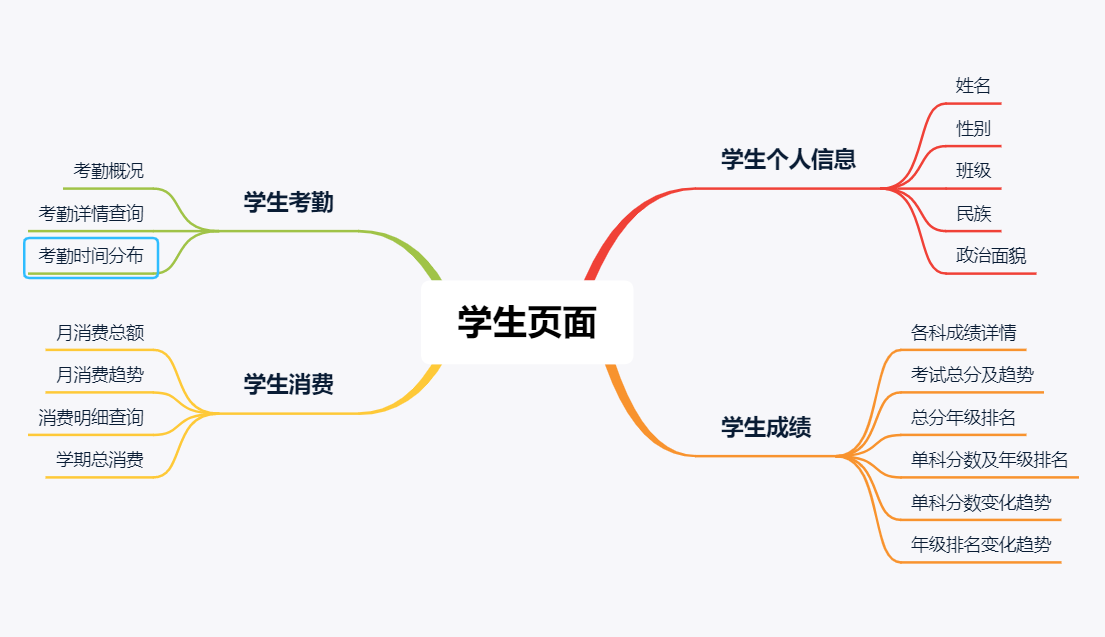 学生页面
学生个人信息
姓名
性别
班级
民族
政治面貌
学生成绩
各科成绩详情
考试总分及趋势
总分年级排名
单科分数及年级排名
单科分数变化趋势
年级排名变化趋势
学生考勤
考勤概况
考勤详情查询
考勤时间分布
学生消费
月消费总额
月消费趋势
消费明细查询
学期总消费